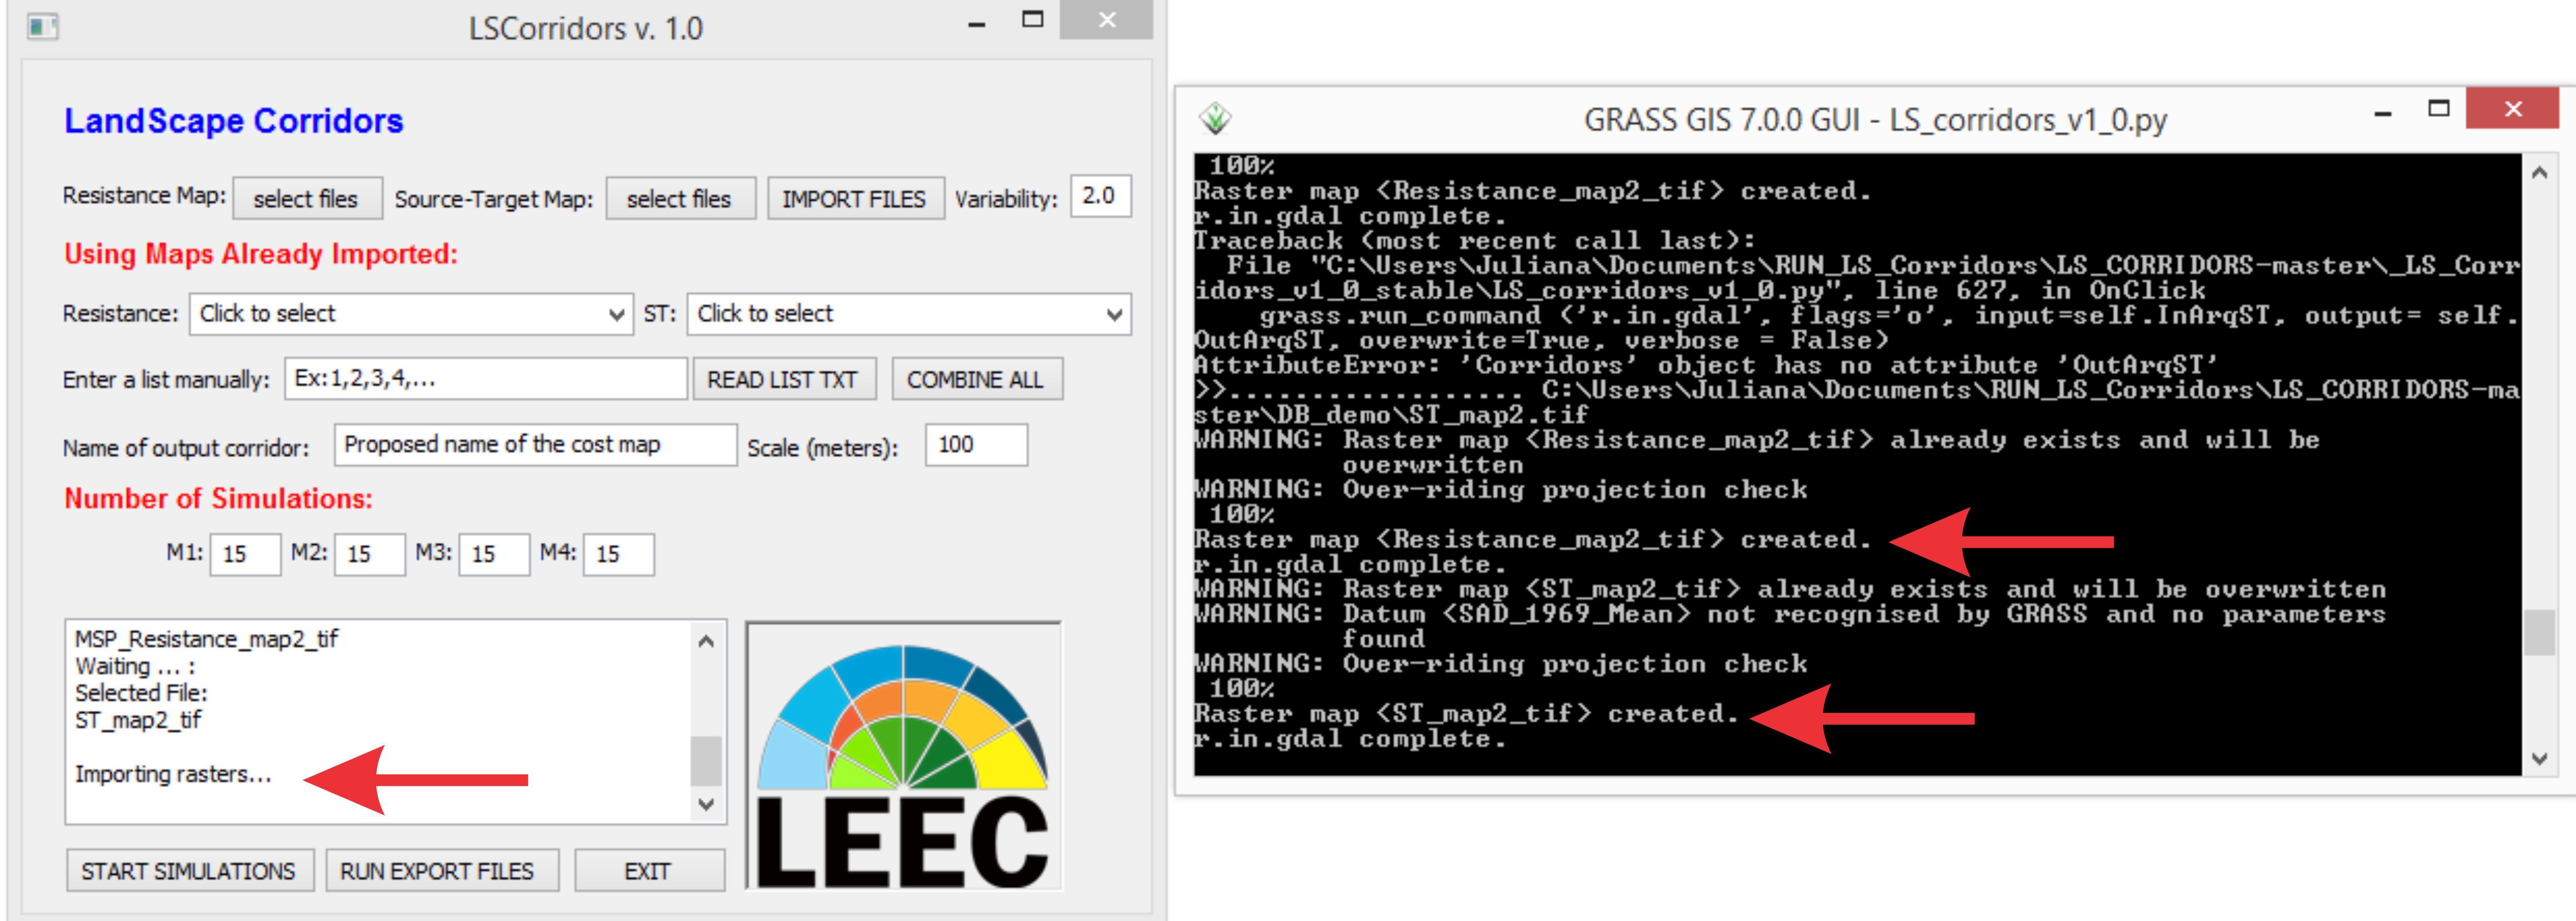 LSCorridors v. 1.0
LandScape Corridors
Resistance Map: select files Source-Target Map: select files IMPORT FILES Variability: 2.0
Using Maps Already Imported:
Resistance: Click to select ST: Click to select
Enter a list manually: Ex:1,2,3,4,... READ LIST TXT COMBINE ALL
Name of output corridor: Proposed name of the cost map Scale (meters): 100
Number of Simulations:
M1: 15 M2: 15 M3: 15 M4: 15
MSP_Resistance_map2_tif
Waiting ... :
Selected File:
ST_map2_tif
Importing rasters...
START SIMULATIONS RUN EXPORT FILES EXIT
LEEC
GRASS GIS 7.0.0 GUI - LS_corridors_v1_0.py
100%
Raster map <Resistance_map2_tif> created.
r.in.gdal complete.
Traceback (most recent call last):
File "C:\Users\Juliana\Documents\RUN_LS_Corridors\LS_CORRIDORS-master\_LS_Corr
idors_v1_0_stable\LS_corridors_v1_0.py", line 627, in OnClick
grass.run_command ('r.in.gdal', flags='o', input=self.InArqST, output= self.
OutArqST, overwrite=True, verbose = False)
AttributeError: 'Corridors' object has no attribute 'OutArqST'
>>.................. C:\Users\Juliana\Documents\RUN_LS_Corridors\LS_CORRIDORS-ma
ster\DB_demo\ST_map2.tif
WARNING: Raster map <Resistance_map2_tif> already exists and will be
overwritten
WARNING: Over-riding projection check
100%
Raster map <Resistance_map2_tif> created.
r.in.gdal complete.
WARNING: Raster map <ST_map2_tif> already exists and will be overwritten
WARNING: Datum <SAD_1969_Mean> not recognised by GRASS and no parameters
found
WARNING: Over-riding projection check
100%
Raster map <ST_map2_tif> created.
r.in.gdal complete.